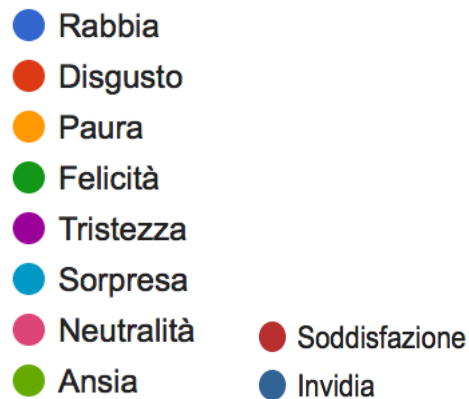 Rabbia
Disgusto
Paura
Felicità
Tristezza
Sorpresa
Neutralità
Ansia
Soddisfazione
Invidia